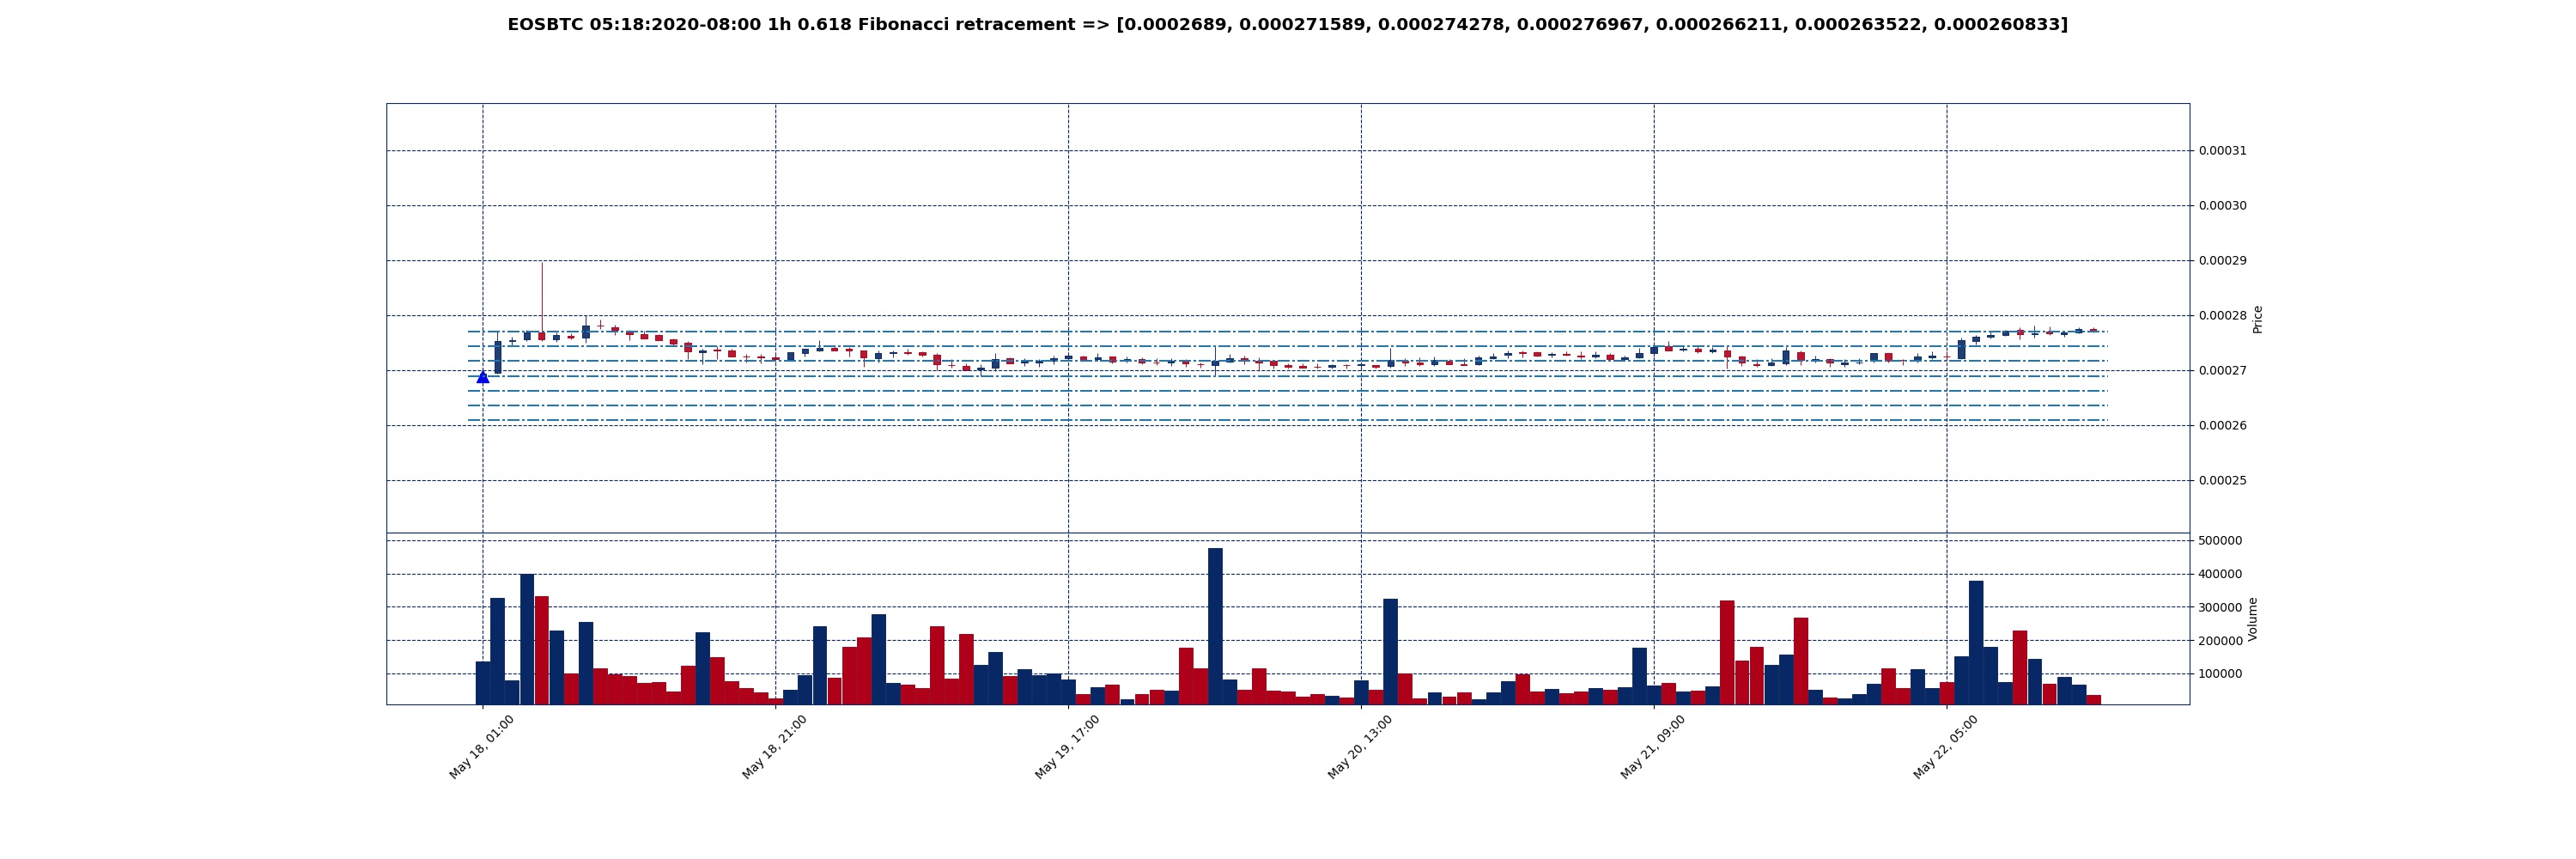 EOSBTC 05:18:2020-08:00 1h 0.618 Fibonacci retracement => [0.0002689, 0.000271589, 0.000274278, 0.000276967, 0.000266211, 0.000263522, 0.000260833]
0.00031
0.00030
0.00029
0.00028
0.00027
0.00026
0.00025
Price
500000
400000
300000
200000
100000
Volume
May 18, 01:00
May 18, 21:00
May 19, 17:00
May 20, 13:00
May 21, 09:00
May 22, 05:00